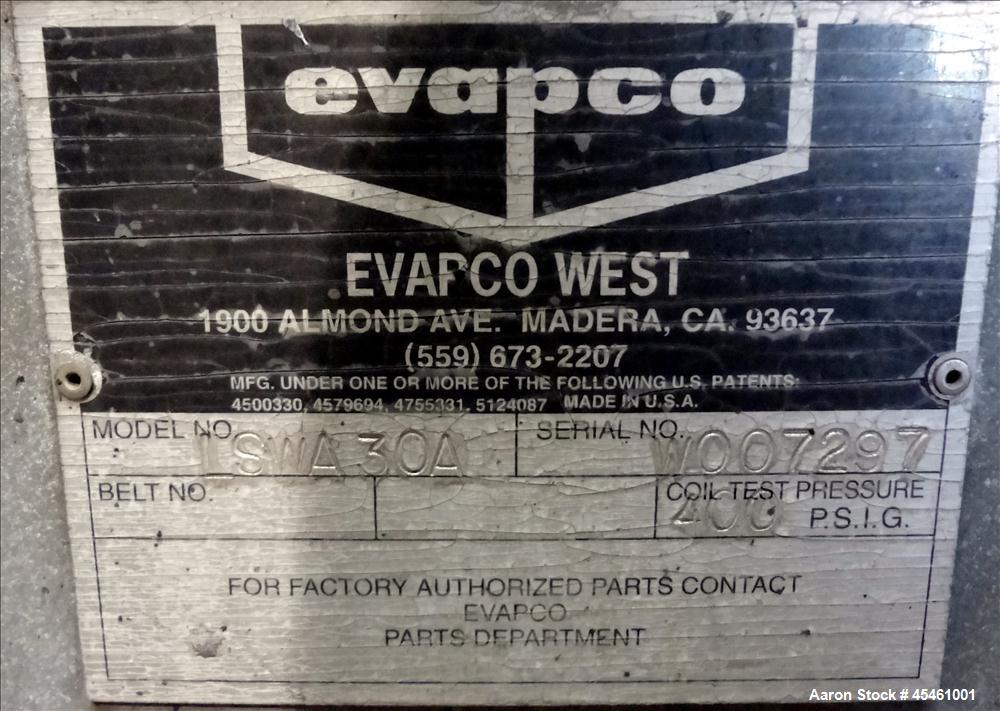 evapco
EVAPCO WEST
1900 ALMOND AVE. MADERA, CA. 93637
(559) 673-2207
MFG. UNDER ONE OR MORE OF THE FOLLOWING U.S. PATENTS:
4500330, 4579694, 4755331, 5124087 MADE IN U.S.A.
MODEL NO. LSWA 30A SERIAL NO. W007297
BELT NO. COIL TEST PRESSURE
400 P.S.I.G.
FOR FACTORY AUTHORIZED PARTS CONTACT
EVAPCO
PARTS DEPARTMENT
Aaron Stock # 45461001